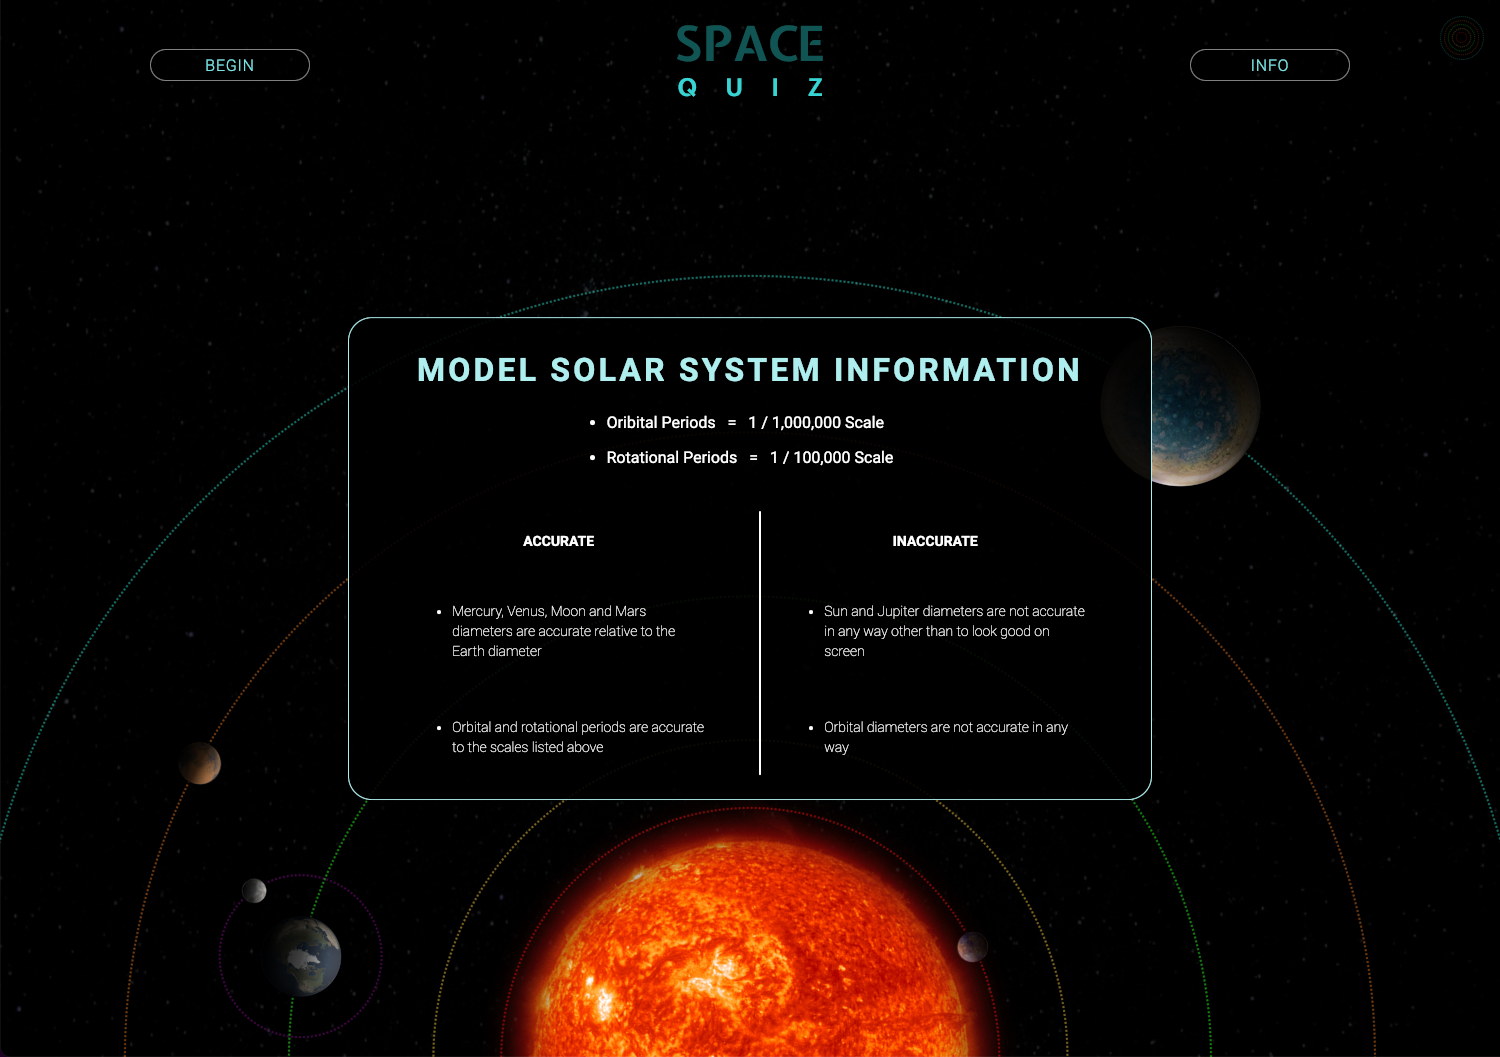 BEGIN
SPACE
QUIZ
INFO
MODEL SOLAR SYSTEM INFORMATION
• Oribital Periods = 1 / 1,000,000 Scale
• Rotational Periods = 1 / 100,000 Scale
ACCURATE
• Mercury, Venus, Moon and Mars
diameters are accurate relative to the
Earth diameter
• Orbital and rotational periods are accurate
to the scales listed above
INACCURATE
• Sun and Jupiter diameters are not accurate
in any way other than to look good on
screen
• Orbital diameters are not accurate in any
way